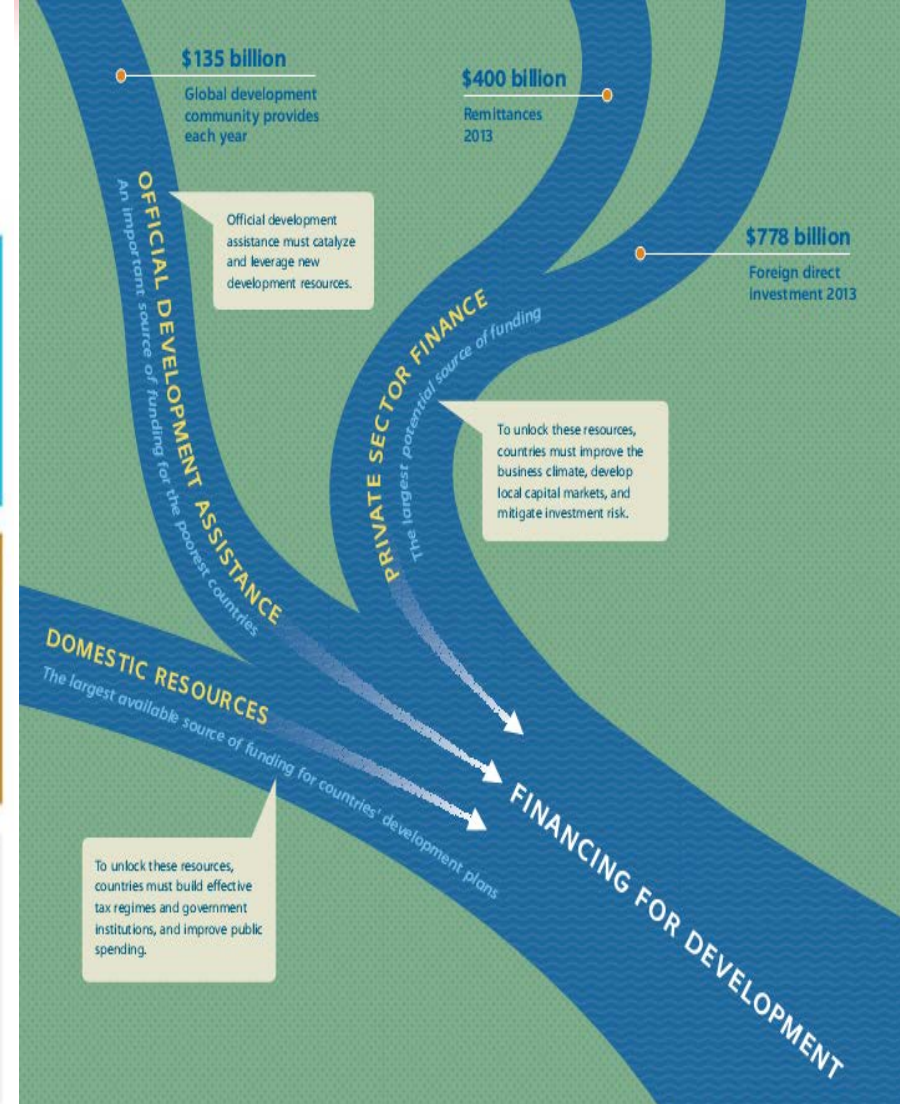 $135 billion
Global development
community provides
each year
$400 billion
Remittances
2013
$778 billion
Foreign direct
investment 2013
OFFICIAL DEVELOPMENT ASSISTANCE
An important source of funding for the poorest countries
Official development
assistance must catalyze
and leverage new
development resources.
PRIVATE SECTOR FINANCE
The largest potential source of funding
To unlock these resources,
countries must improve the
business climate, develop
local capital markets, and
mitigate investment risk.
DOMESTIC RESOURCES
The largest available source of funding for countries' development plans
To unlock these resources,
countries must build effective
tax regimes and government
institutions, and improve public
spending.
FINANCING FOR DEVELOPMENT